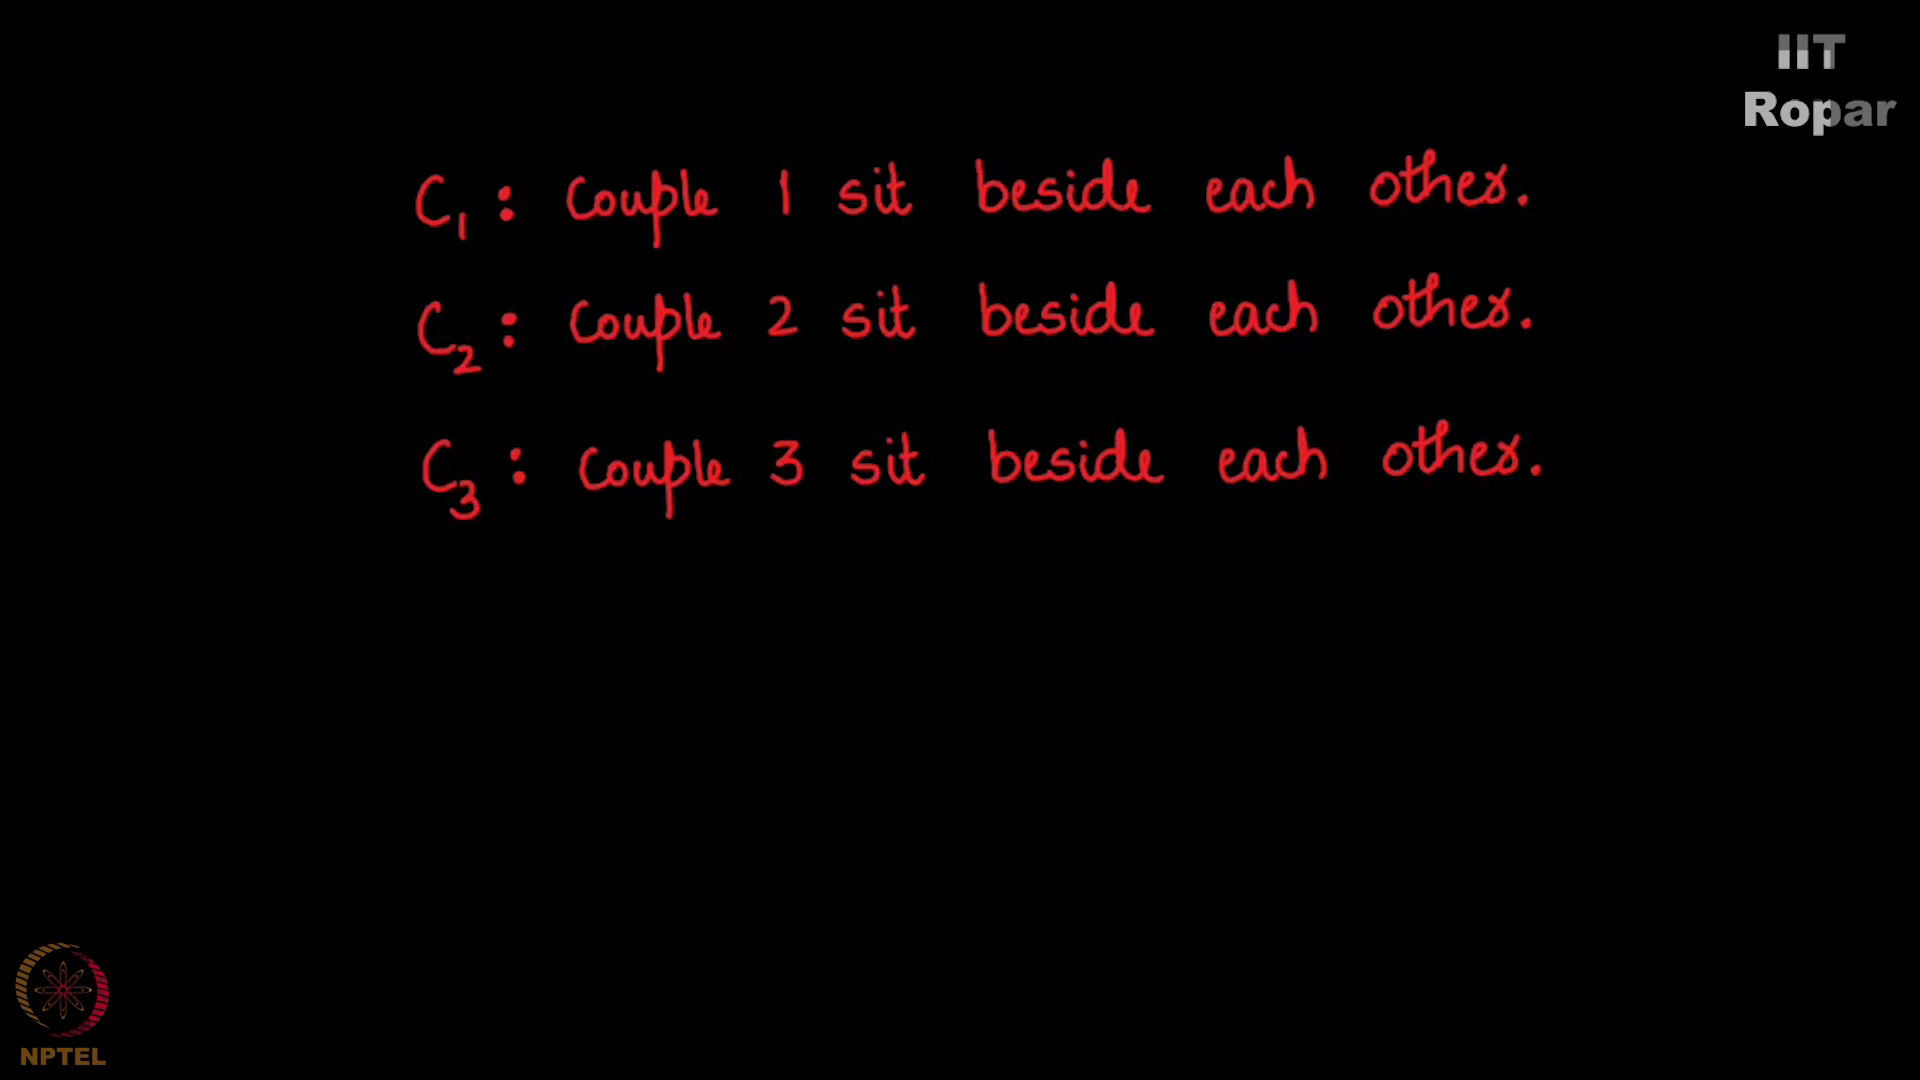 IIT
Ropar
C₁ : Couple 1 sit beside each other.
C₂ : Couple 2 sit beside each other.
C₃ : Couple 3 sit beside each other.
NPTEL